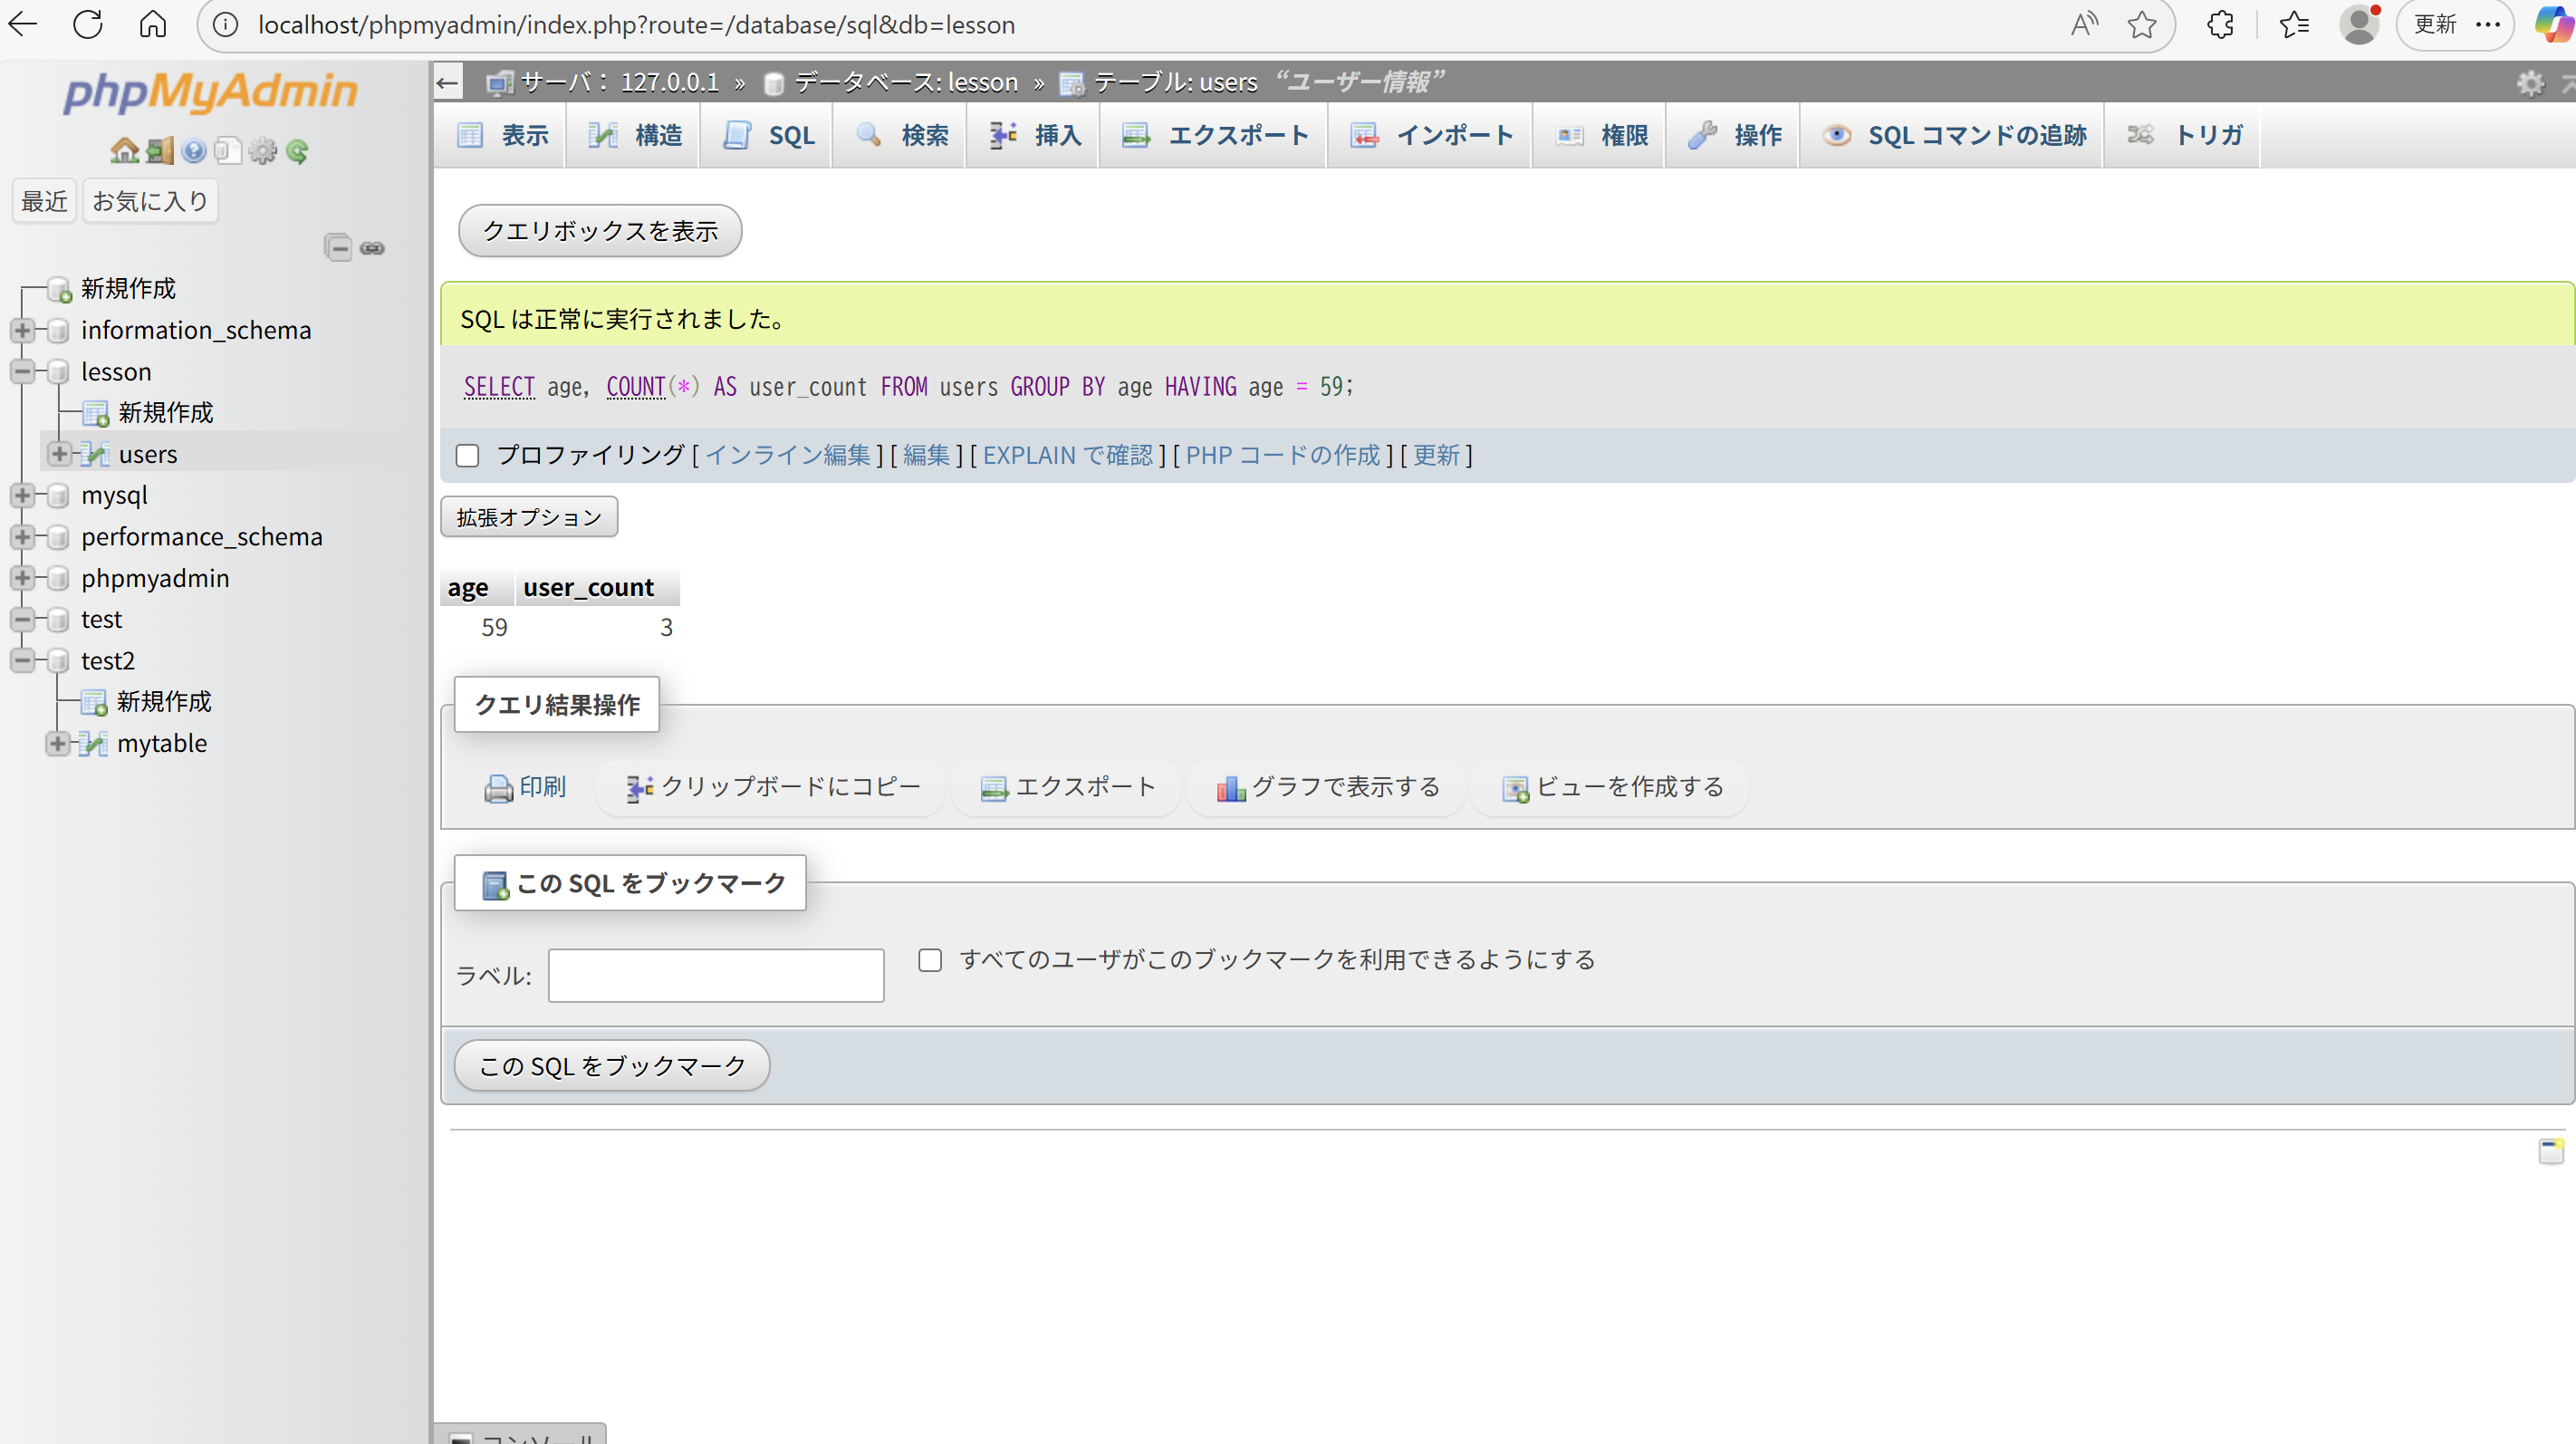 localhost/phpmyadmin/index.php?route=/database/sql&db=lesson
更新
phpMyAdmin
最近 お気に入り
新規作成
information_schema
lesson
新規作成
users
mysql
performance_schema
phpmyadmin
test
test2
新規作成
mytable
サーバ： 127.0.0.1 » データベース: lesson » テーブル: users “ユーザー情報”
表示 構造 SQL 検索 挿入 エクスポート インポート 権限 操作 SQL コマンドの追跡 トリガ
クエリボックスを表示
SQL は正常に実行されました。
SELECT age, COUNT(*) AS user_count FROM users GROUP BY age HAVING age = 59;
プロファイリング [ インライン編集 ] [ 編集 ] [ EXPLAIN で確認 ] [ PHP コードの作成 ] [ 更新 ]
拡張オプション
age user_count
59 3
クエリ結果操作
印刷 クリップボードにコピー エクスポート グラフで表示する ビューを作成する
この SQL をブックマーク
ラベル: すべてのユーザがこのブックマークを利用できるようにする
この SQL をブックマーク
コンソール